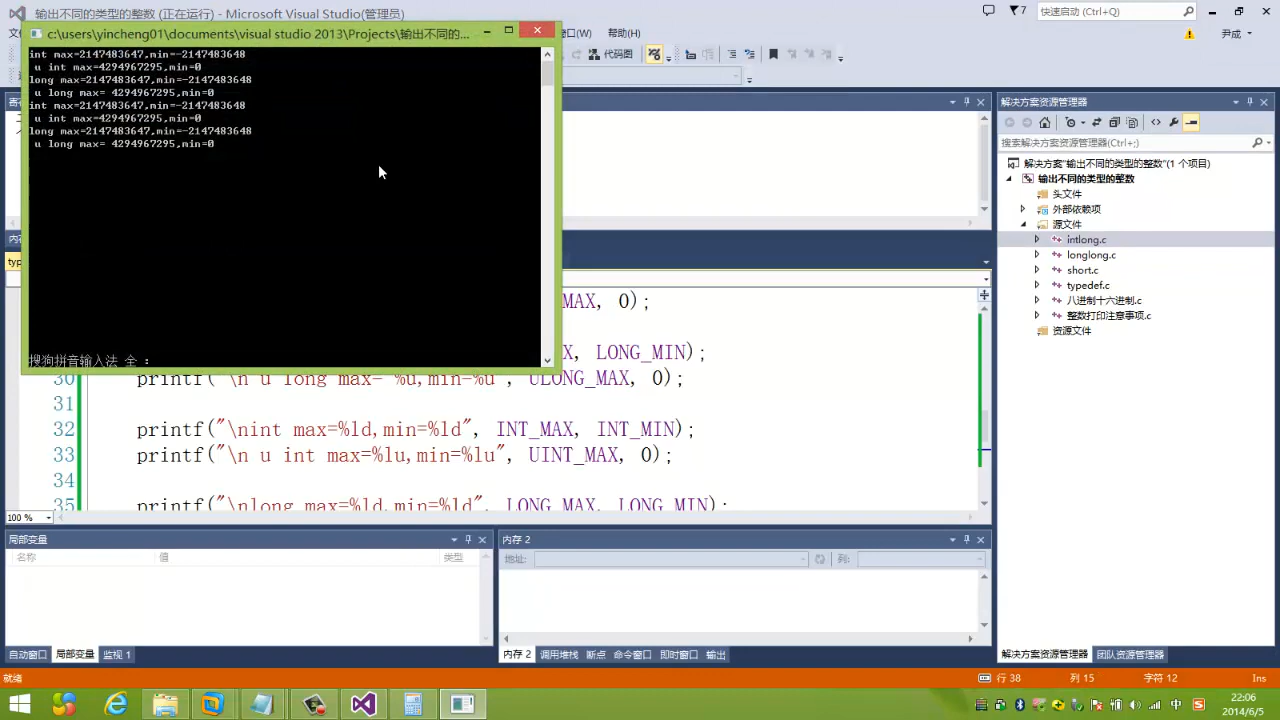 输出不同的类型的整数 (正在运行) - Microsoft Visual Studio(管理员)
7
快速启动 (Ctrl+Q)
c:\users\yincheng01\documents\visual studio 2013\Projects\输出不同的...
(W) 帮助(H)
尹成
代码图
int max=2147483647,min=-2147483648
u int max=4294967295,min=0
long max=2147483647,min=-2147483648
u long max= 4294967295,min=0
int max=2147483647,min=-2147483648
u int max=4294967295,min=0
long max=2147483647,min=-2147483648
u long max= 4294967295,min=0
搜狗拼音输入法 全 :
解决方案资源管理器
搜索解决方案资源管理器(Ctrl+;)
解决方案"输出不同的类型的整数"(1 个项目)
输出不同的类型的整数
头文件
外部依赖项
源文件
intlong.c
longlong.c
short.c
typedef.c
八进制十六进制.c
整数打印注意事项.c
资源文件
typ
MAX, 0);
X, LONG_MIN);
30 printf("\n u long max= %u,min=%u", ULONG_MAX, 0);
31
32 printf("\nint max=%ld,min=%ld", INT_MAX, INT_MIN);
33 printf("\n u int max=%lu,min=%lu", UINT_MAX, 0);
34
35 printf("\nlong max=%ld,min=%ld", LONG_MAX, LONG_MIN);
100 %
局部变量
名称 值 类型
内存 2
地址: 列:
自动窗口 局部变量 监视 1
内存 2 调用堆栈 断点 命令窗口 即时窗口 输出
解决方案资源管理器 团队资源管理器
就绪 行 38 列 15 字符 12 Ins
中
22:06
2014/6/5